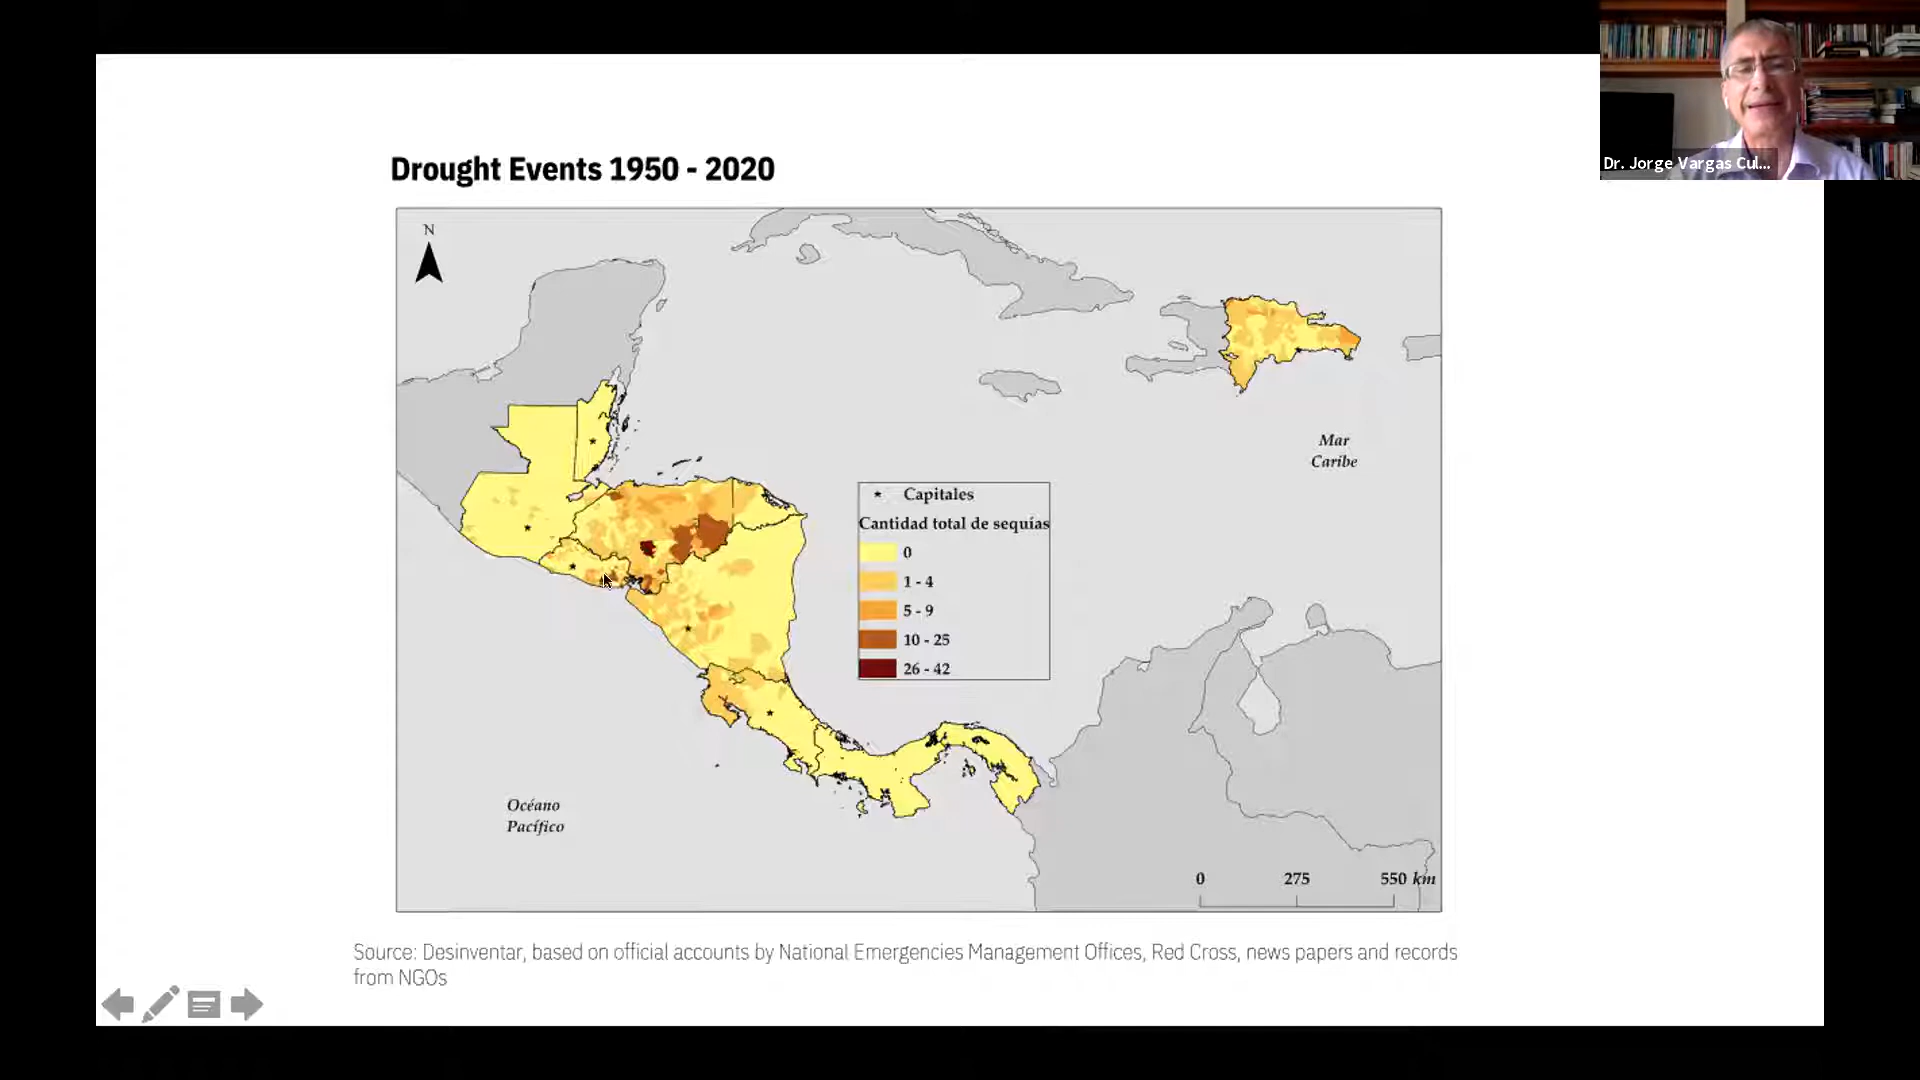 Dr. Jorge Vargas Cul...
Drought Events 1950 - 2020
N
Mar
Caribe
Capitales
Cantidad total de sequías
0
1 - 4
5 - 9
10 - 25
26 - 42
Océano
Pacífico
0 275 550 km
Source: Desinventar, based on official accounts by National Emergencies Management Offices, Red Cross, news papers and records
from NGOs